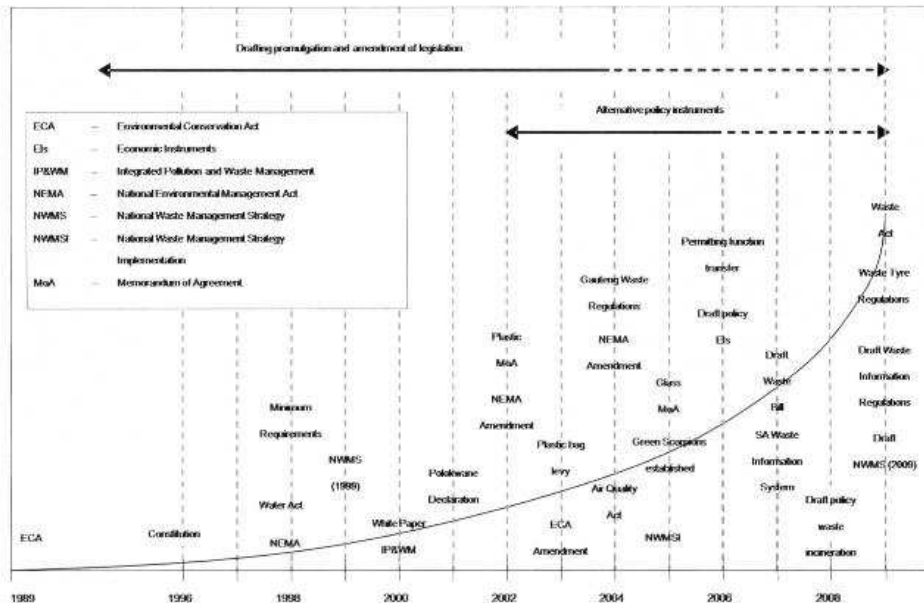 Drafting promulgation and amendment of legislation
Alternative policy instruments
ECA – Environmental Conservation Act
EIs – Economic Instruments
IP&WM – Integrated Pollution and Waste Management
NEMA – National Environmental Management Act
NWMS – National Waste Management Strategy
NWMSI – National Waste Management Strategy
Implementation
MoA – Memorandum of Agreement
ECA
Constitution
Minimum
Requirements
Water Act
NEMA
NWMS
(1999)
White Paper
IP&WM
Polokwane
Declaration
Plastic
MoA
NEMA
Amendment
Plastic bag
levy
ECA
Amendment
Gauteng Waste
Regulations
NEMA
Amendment
Air Quality
Act
Glass
MoA
Green Scorpions
established
NWMSI
Permitting function
transfer
Draft policy
EIs
Draft
Waste
Bill
SA Waste
Information
System
Draft policy
waste
incineration
Waste
Act
Waste Tyre
Regulations
Draft Waste
Information
Regulations
Draft
NWMS (2009)
1989 1996 1998 2000 2002 2004 2006 2008